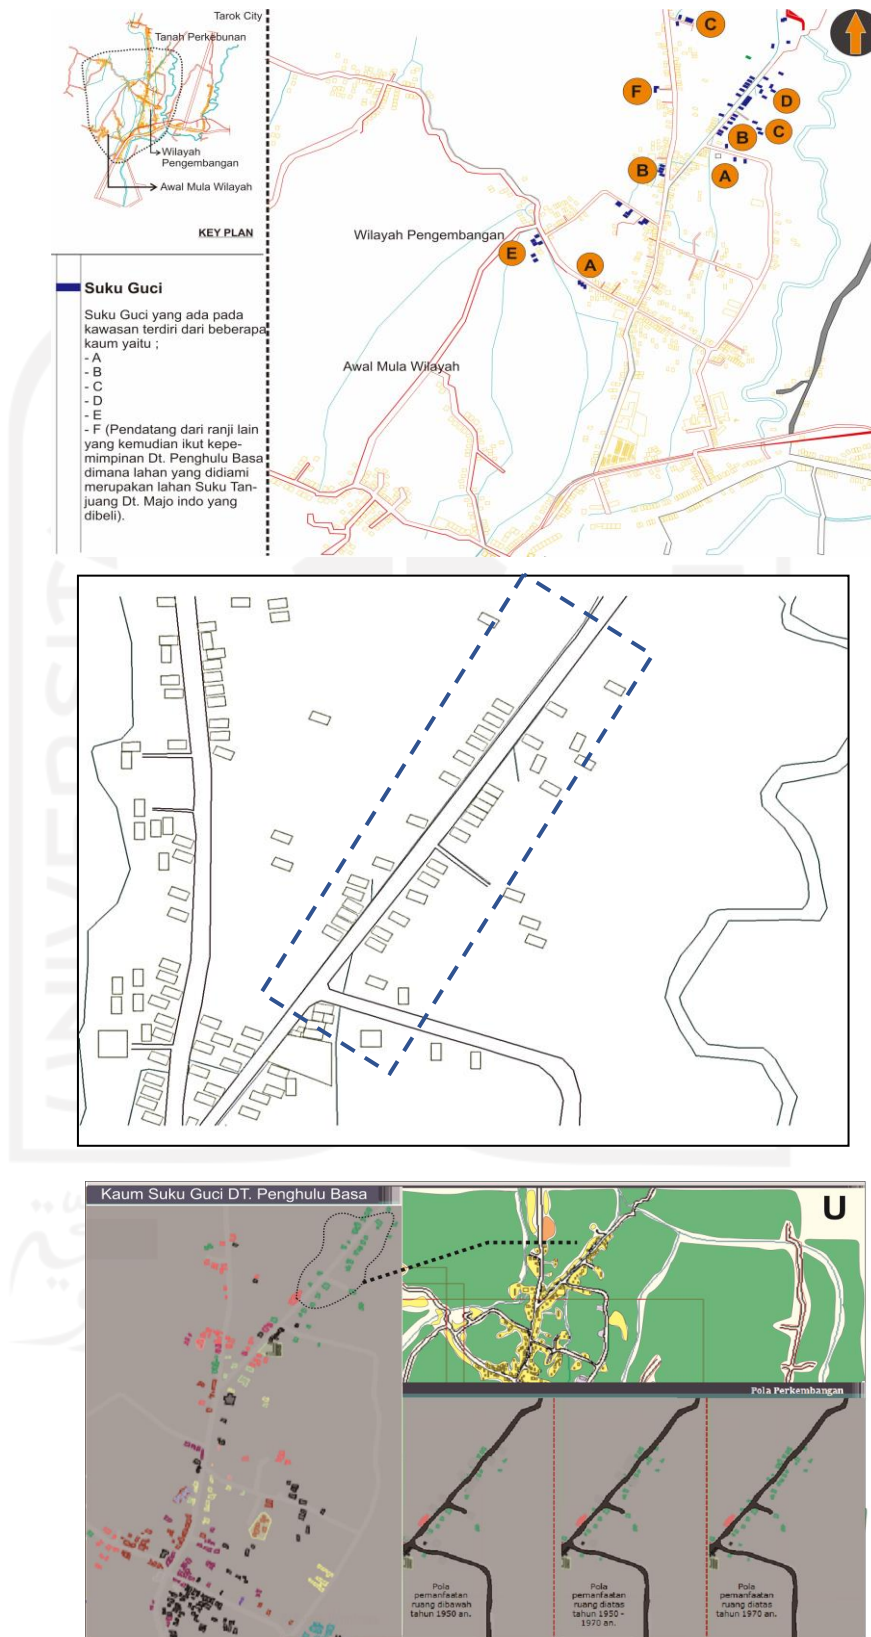 Tarok City
Tanah Perkebunan
Wilayah
Pengembangan
Awal Mula Wilayah
KEY PLAN
Suku Guci
Suku Guci yang ada pada
kawasan terdiri dari beberapa
kaum yaitu ;
- A
- B
- C
- D
- E
- F (Pendatang dari ranji lain
yang kemudian ikut kepe-
mimpinan Dt. Penghulu Basa
dimana lahan yang didiami
merupakan lahan Suku Tan-
juang Dt. Majo indo yang
dibeli).
C
F
D
B
C
B
A
Wilayah Pengembangan
E
A
Awal Mula Wilayah
UNIVERSIT
Kaum Suku Guci DT. Penghulu Basa
U
Pola Perkembangan
Pola
pemanfaatan
ruang dibawah
tahun 1950 an.
Pola
pemanfaatan
ruang diatas
tahun 1950 -
1970 an.
Pola
pemanfaatan
ruang diatas
tahun 1970 an.